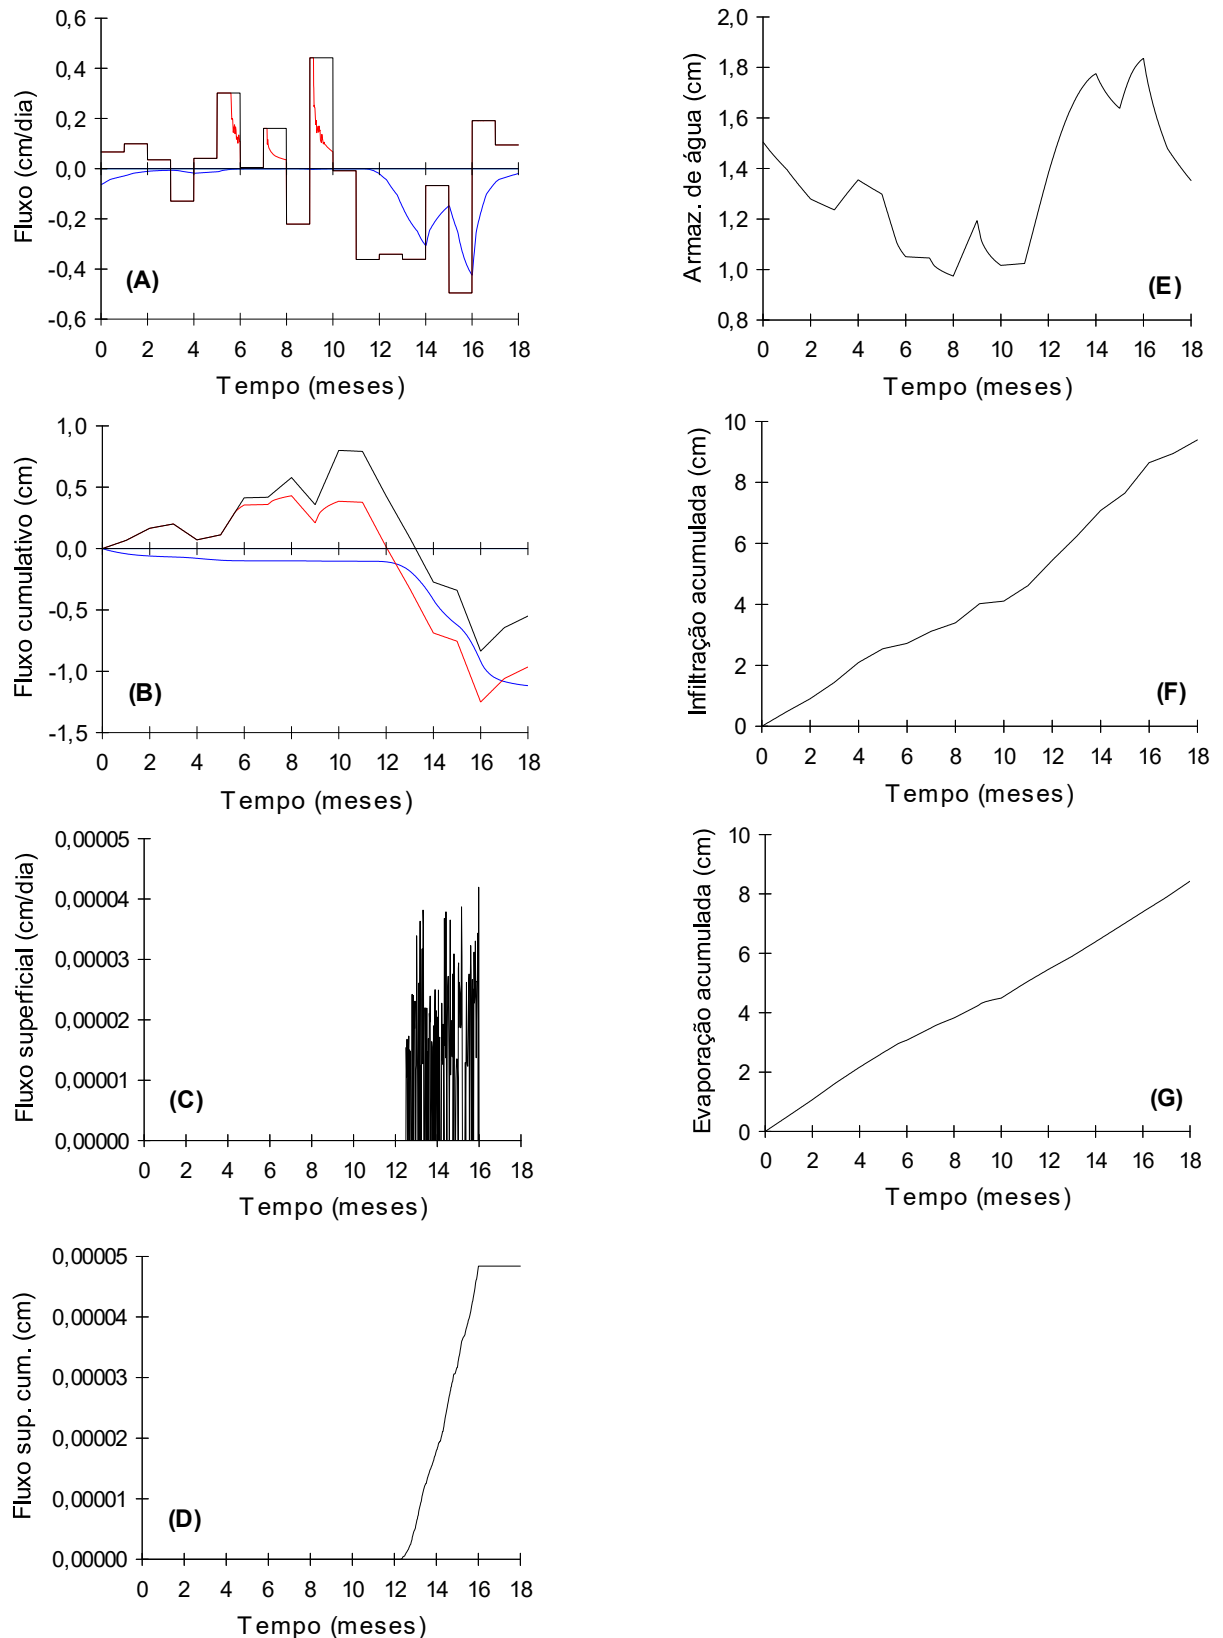 Fluxo (cm/dia)
0,6
0,4
0,2
0,0
-0,2
-0,4
-0,6
(A)
0 2 4 6 8 10 12 14 16 18
Tempo (meses)
Armaz. de água (cm)
2,0
1,8
1,6
1,4
1,2
1,0
0,8
(E)
0 2 4 6 8 10 12 14 16 18
Tempo (meses)
Fluxo cumulativo (cm)
1,0
0,5
0,0
-0,5
-1,0
-1,5
(B)
0 2 4 6 8 10 12 14 16 18
Tempo (meses)
Infiltração acumulada (cm)
10
8
6
4
2
0
(F)
0 2 4 6 8 10 12 14 16 18
Tempo (meses)
Fluxo superficial (cm/dia)
0,00005
0,00004
0,00003
0,00002
0,00001
0,00000
(C)
0 2 4 6 8 10 12 14 16 18
Tempo (meses)
Evaporação acumulada (cm)
10
8
6
4
2
0
(G)
0 2 4 6 8 10 12 14 16 18
Tempo (meses)
Fluxo sup. cum. (cm)
0,00005
0,00004
0,00003
0,00002
0,00001
0,00000
(D)
0 2 4 6 8 10 12 14 16 18
Tempo (meses)